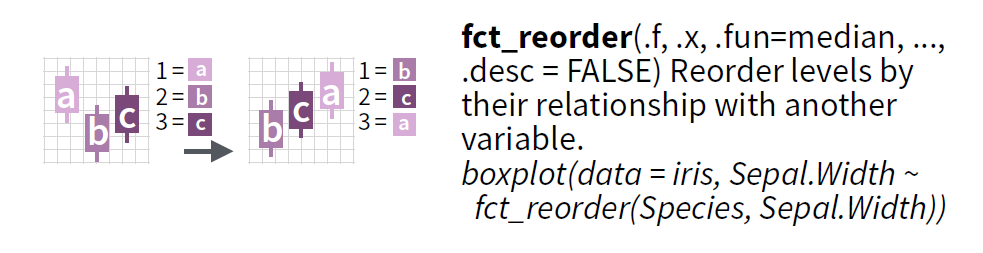 a
b
c
1 = a
2 = b
3 = c
b
c
a
1 = b
2 = c
3 = a
fct_reorder(.f, .x, .fun=median, ...,
.desc = FALSE) Reorder levels by
their relationship with another
variable.
boxplot(data = iris, Sepal.Width ~
fct_reorder(Species, Sepal.Width))